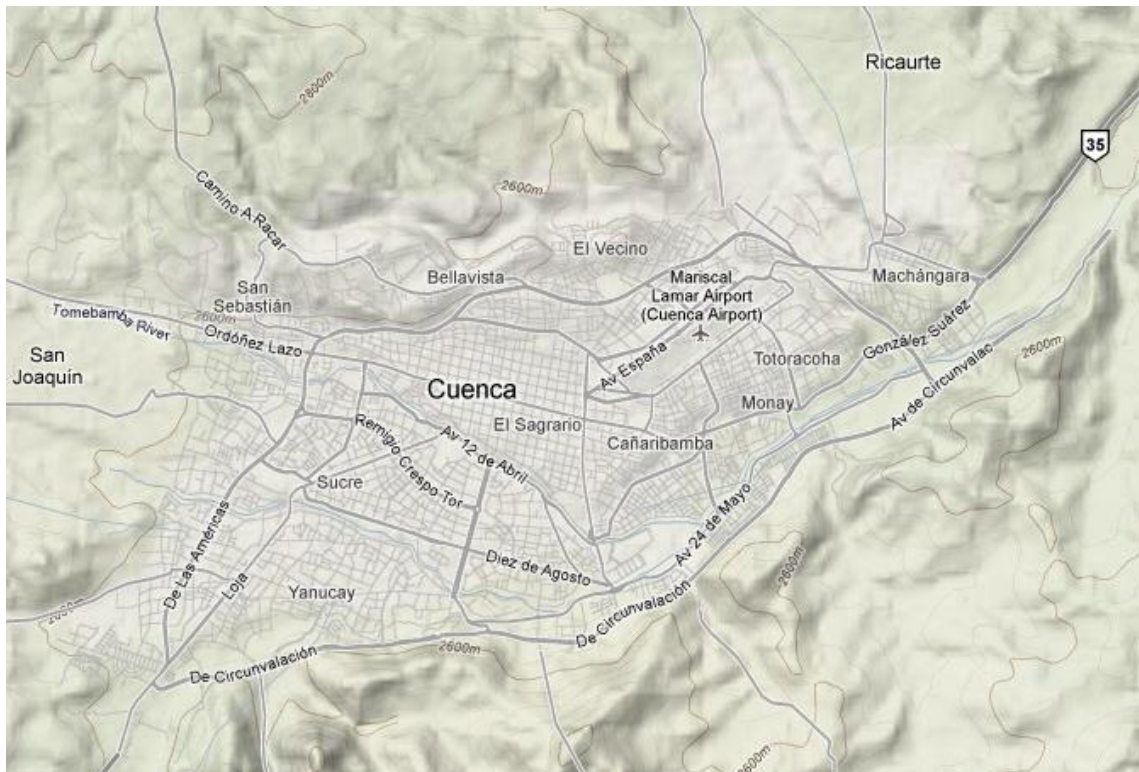 Ricaurte
2800m
35
2600m
Camino A Racar
El Vecino
Bellavista
Mariscal
Lamar Airport
(Cuenca Airport)
Machángara
San
Sebastián
2600m
Tomebamba River
Ordóñez Lazo
González Suárez
2600m
San
Joaquín
Av España
Totoracoha
Av de Circunvalac
Cuenca
Monay
El Sagrario
Cañaribamba
Remigio Crespo Tor
Av 12 de Abril
Sucre
De Las Américas
Av 24 de Mayo
Diez de Agosto
2600m
Loja
Yanucay
2600m
De Circunvalación
De Circunvalación
2600m
2600m